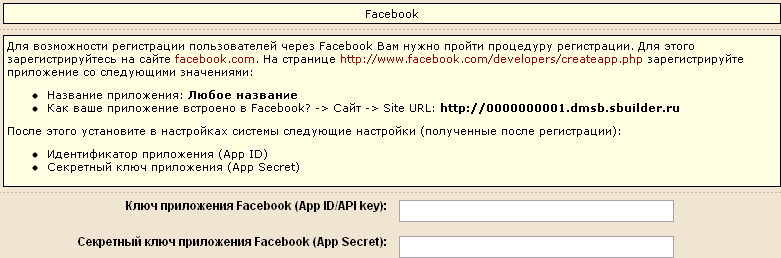 Facebook
Для возможности регистрации пользователей через Facebook Вам нужно пройти процедуру регистрации. Для этого
зарегистрируйтесь на сайте facebook.com. На странице http://www.facebook.com/developers/createapp.php зарегистрируйте
приложение со следующими значениями:
Название приложения: Любое название
Как ваше приложение встроено в Facebook? -> Сайт -> Site URL: http://0000000001.dmsb.sbuilder.ru
После этого установите в настройках системы следующие настройки (полученные после регистрации):
Идентификатор приложения (App ID)
Секретный ключ приложения (App Secret)
Ключ приложения Facebook (App ID/API key):
Секретный ключ приложения Facebook (App Secret):